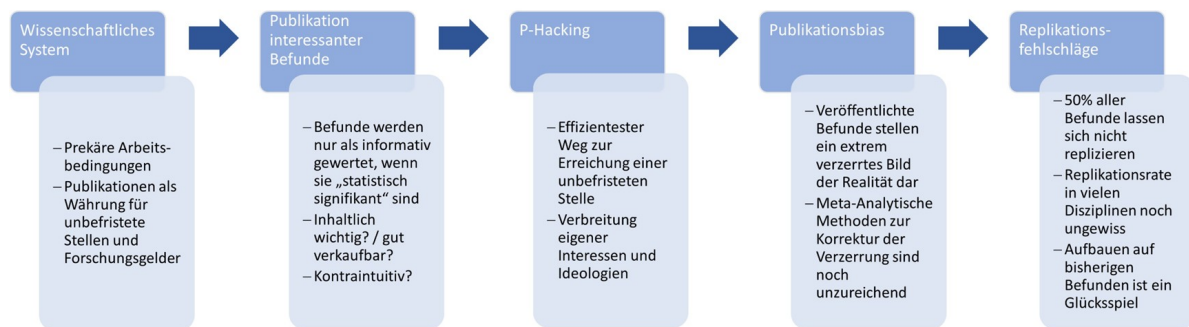 Wissenschaftliches
System
– Prekäre Arbeits-
bedingungen
– Publikationen als
Währung für
unbefristete
Stellen und
Forschungsgelder
Publikation
interessanter
Befunde
– Befunde werden
nur als informativ
gewertet, wenn
sie „statistisch
signifikant“ sind
– Inhaltlich
wichtig? / gut
verkaufbar?
– Kontraintuitiv?
P-Hacking
– Effizientester
Weg zur
Erreichung einer
unbefristeten
Stelle
– Verbreitung
eigener
Interessen und
Ideologien
Publikationsbias
– Veröffentlichte
Befunde stellen
ein extrem
verzerrtes Bild
der Realität dar
– Meta-Analytische
Methoden zur
Korrektur der
Verzerrung sind
noch
unzureichend
Replikations-
fehlschläge
– 50% aller
Befunde lassen
sich nicht
replizieren
– Replikationsrate
in vielen
Disziplinen noch
ungewiss
– Aufbauen auf
bisherigen
Befunden ist ein
Glücksspiel